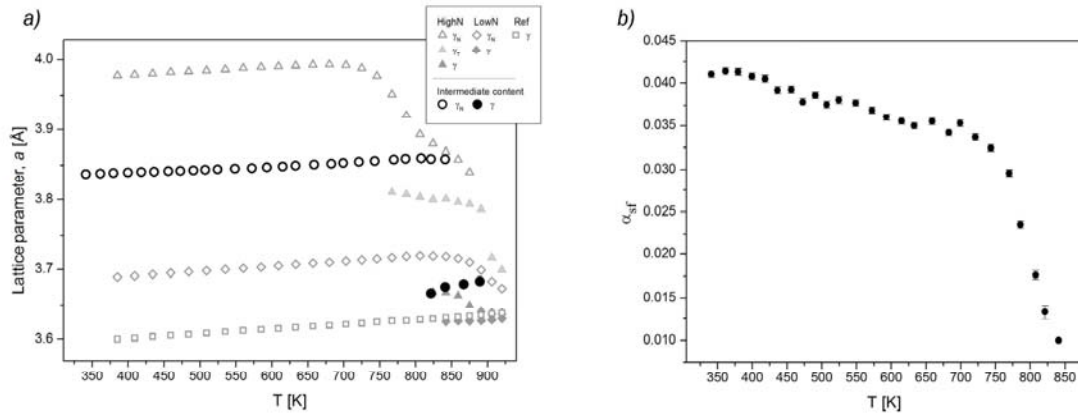 a)
HighN LowN Ref
γN γN γ
γT γ
γ
Intermediate content
γN γ
4.0
3.9
3.8
3.7
3.6
Lattice parameter, a [Å]
350 400 450 500 550 600 650 700 750 800 850 900
T [K]
b)
0.045
0.040
0.035
0.030
0.025
0.020
0.015
0.010
αsf
350 400 450 500 550 600 650 700 750 800 850
T [K]